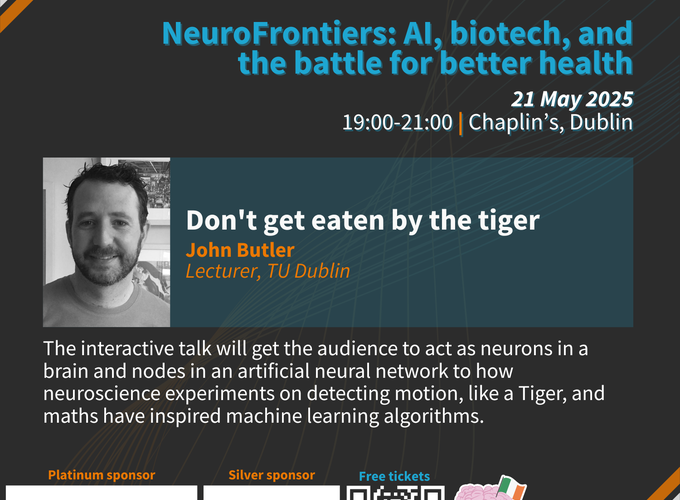 NeuroFrontiers: AI, biotech, and
the battle for better health
21 May 2025
19:00-21:00 | Chaplin's, Dublin
Don't get eaten by the tiger
John Butler
Lecturer, TU Dublin
The interactive talk will get the audience to act as neurons in a
brain and nodes in an artificial neural network to how
neuroscience experiments on detecting motion, like a Tiger, and
maths have inspired machine learning algorithms.
Platinum sponsor
Silver sponsor
Free tickets